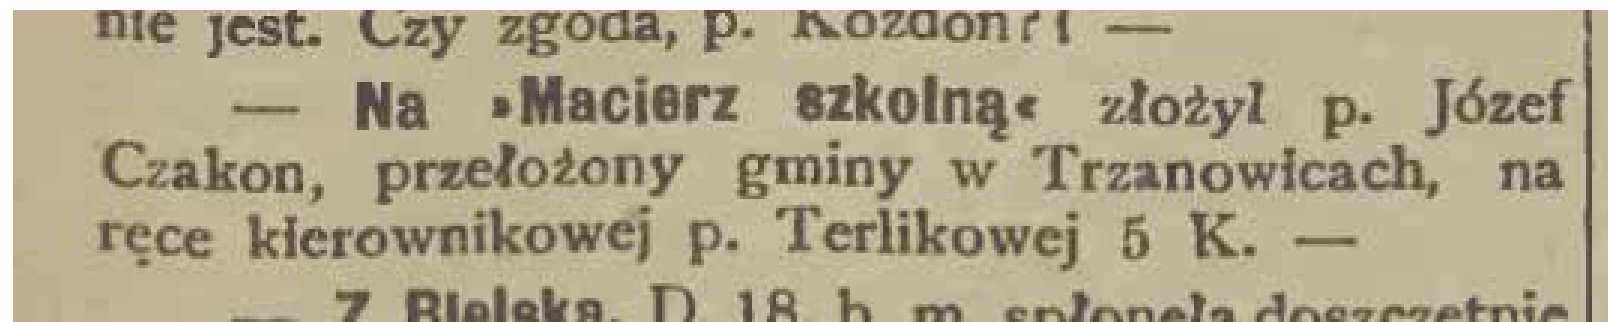 nie jest. Czy zgoda, p. Kożdoń?! —
— Na »Macierz szkolną« złożył p. Józef
Czakon, przełożony gminy w Trzanowicach, na
ręce kierownikowej p. Terlikowej 5 K. —
— Z Bielska. D. 18. b. m. spłonęła doszczętnie